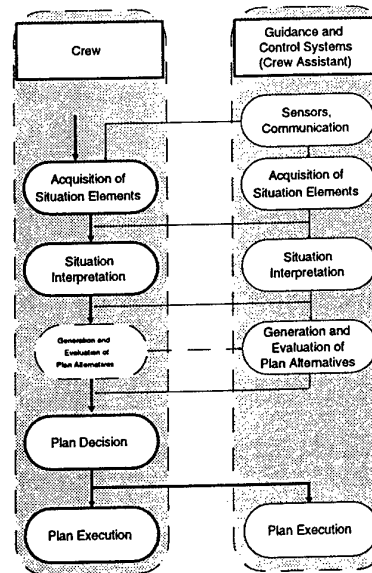 Crew
Guidance and
Control Systems
(Crew Assistant)
Sensors,
Communication
Acquisition of
Situation Elements
Acquisition of
Situation Elements
Situation
Interpretation
Situation
Interpretation
Generation and
Evaluation of
Plan Alternatives
Generation and
Evaluation of
Plan Alternatives
Plan Decision
Plan Execution
Plan Execution